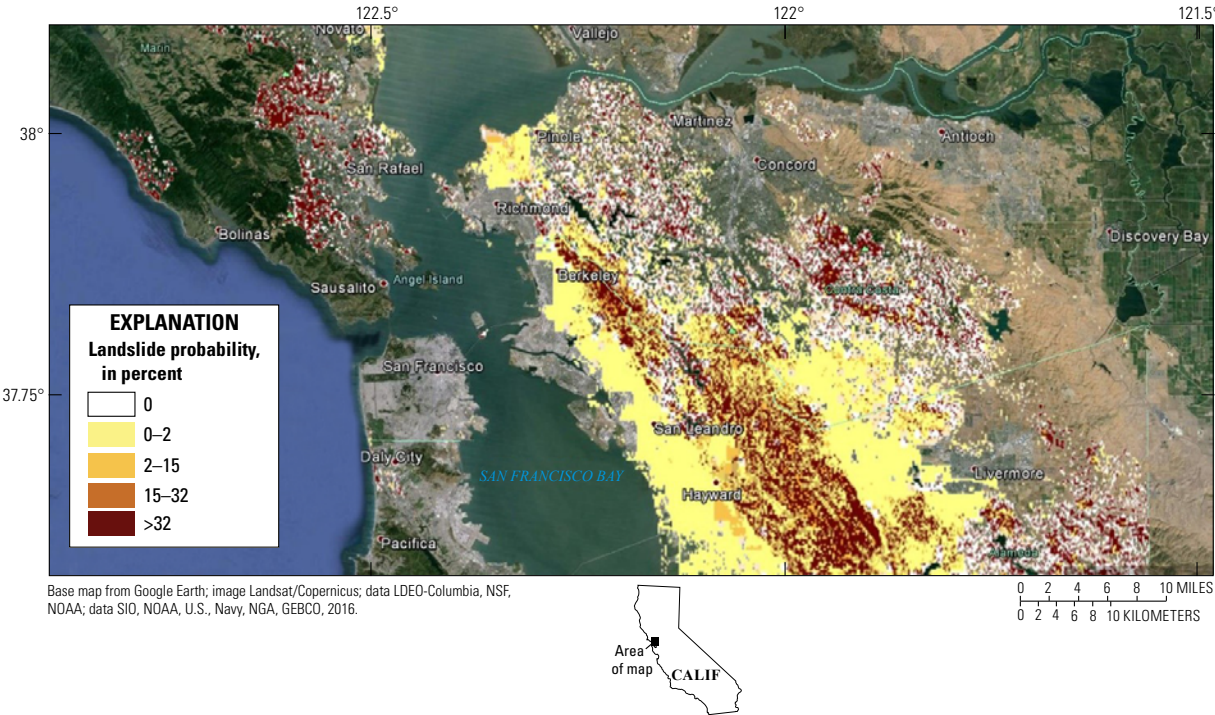 122.5°
122°
121.5°
Novato
Vallejo
Marin
38°
Martinez
Pinole
Antioch
Concord
San Rafael
Richmond
Bolinas
Discovery Bay
Berkeley
Angel Island
Sausalito
Contra Costa
EXPLANATION
Landslide probability,
in percent
0
0–2
2–15
15–32
>32
San Francisco
37.75°
San Leandro
Daly City
SAN FRANCISCO BAY
Livermore
Hayward
Pacifica
Alameda
Base map from Google Earth; image Landsat/Copernicus; data LDEO-Columbia, NSF,
NOAA; data SIO, NOAA, U.S., Navy, NGA, GEBCO, 2016.
0 2 4 6 8 10 MILES
0 2 4 6 8 10 KILOMETERS
Area
of map
CALIF